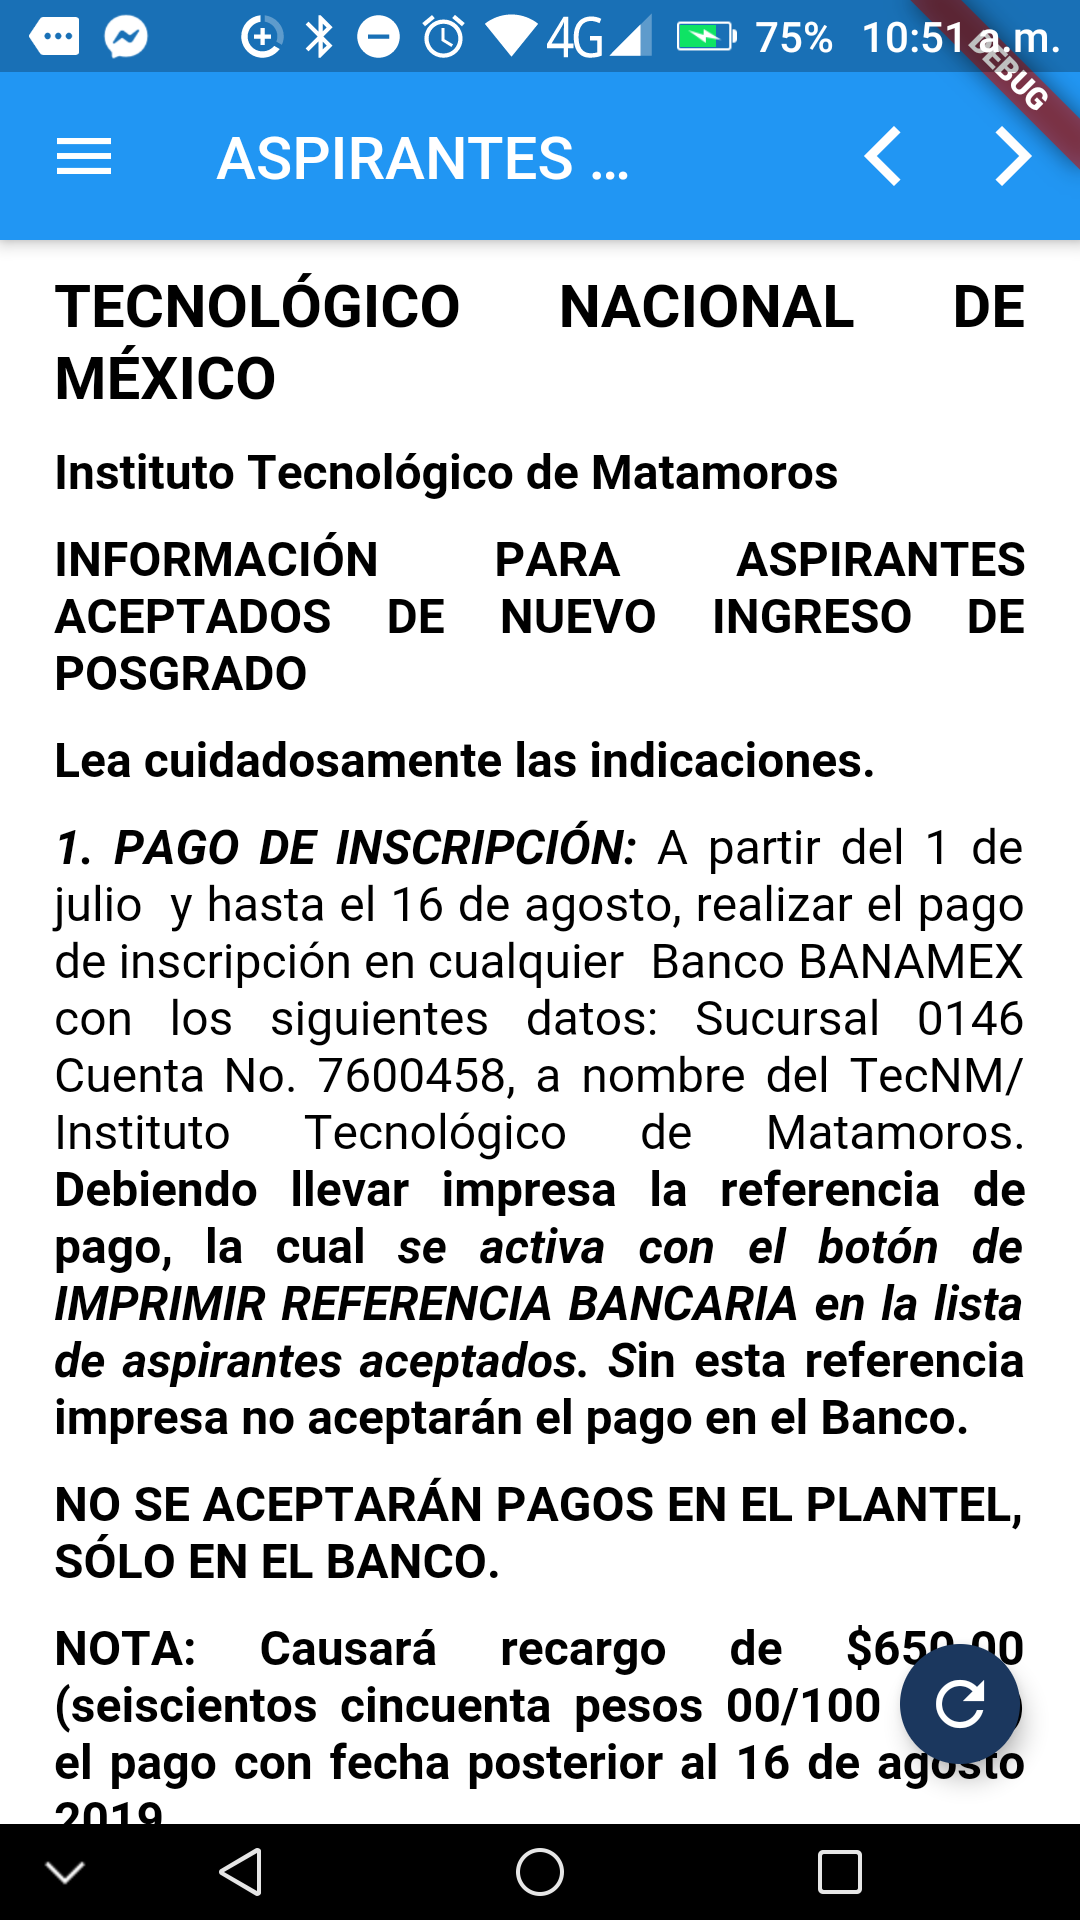 4G 75% 10:51 a.m.
DEBUG
ASPIRANTES ...
TECNOLÓGICO NACIONAL DE
MÉXICO
Instituto Tecnológico de Matamoros
INFORMACIÓN PARA ASPIRANTES
ACEPTADOS DE NUEVO INGRESO DE
POSGRADO
Lea cuidadosamente las indicaciones.
1. PAGO DE INSCRIPCIÓN: A partir del 1 de
julio y hasta el 16 de agosto, realizar el pago
de inscripción en cualquier Banco BANAMEX
con los siguientes datos: Sucursal 0146
Cuenta No. 7600458, a nombre del TecNM/
Instituto Tecnológico de Matamoros.
Debiendo llevar impresa la referencia de
pago, la cual se activa con el botón de
IMPRIMIR REFERENCIA BANCARIA en la lista
de aspirantes aceptados. Sin esta referencia
impresa no aceptarán el pago en el Banco.
NO SE ACEPTARÁN PAGOS EN EL PLANTEL,
SÓLO EN EL BANCO.
NOTA: Causará recargo de $650.00
(seiscientos cincuenta pesos 00/100 )
el pago con fecha posterior al 16 de agosto
2019